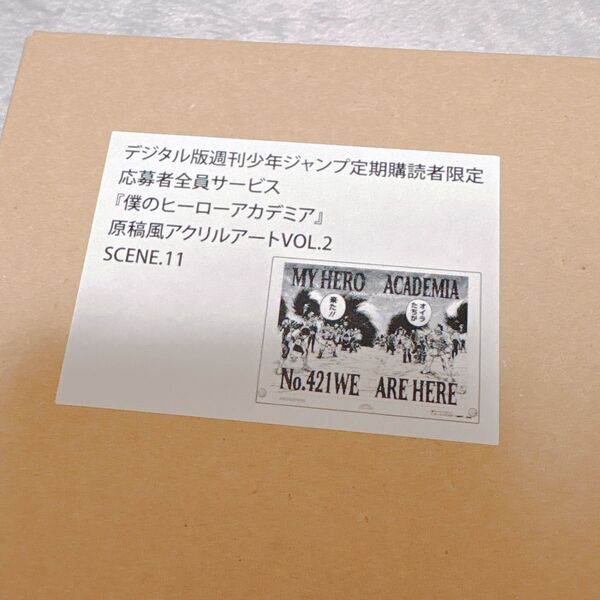 デジタル版週刊少年ジャンプ定期購読者限定
応募者全員サービス
『僕のヒーローアカデミア』
原稿風アクリルアートVOL.2
SCENE.11
MY HERO ACADEMIA
来た!!
オイラたちが
No.421 WE ARE HERE